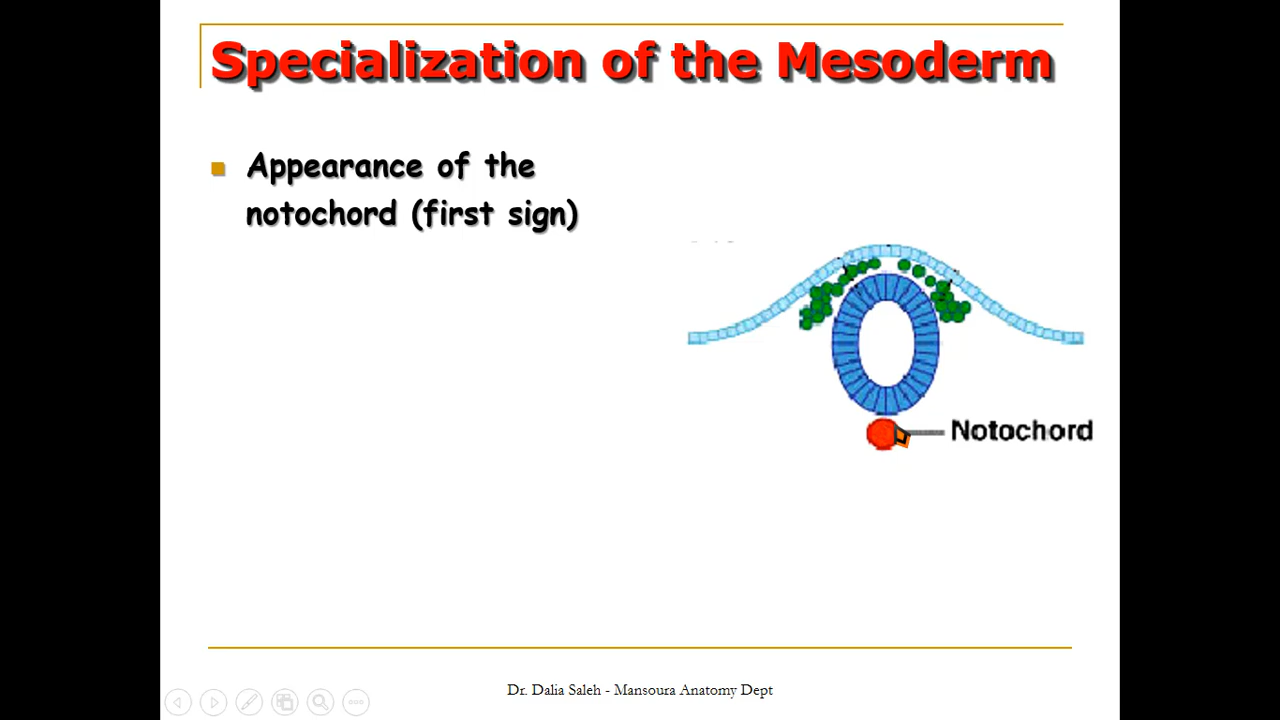 Specialization of the Mesoderm
Appearance of the
notochord (first sign)
Notochord
Dr. Dalia Saleh - Mansoura Anatomy Dept